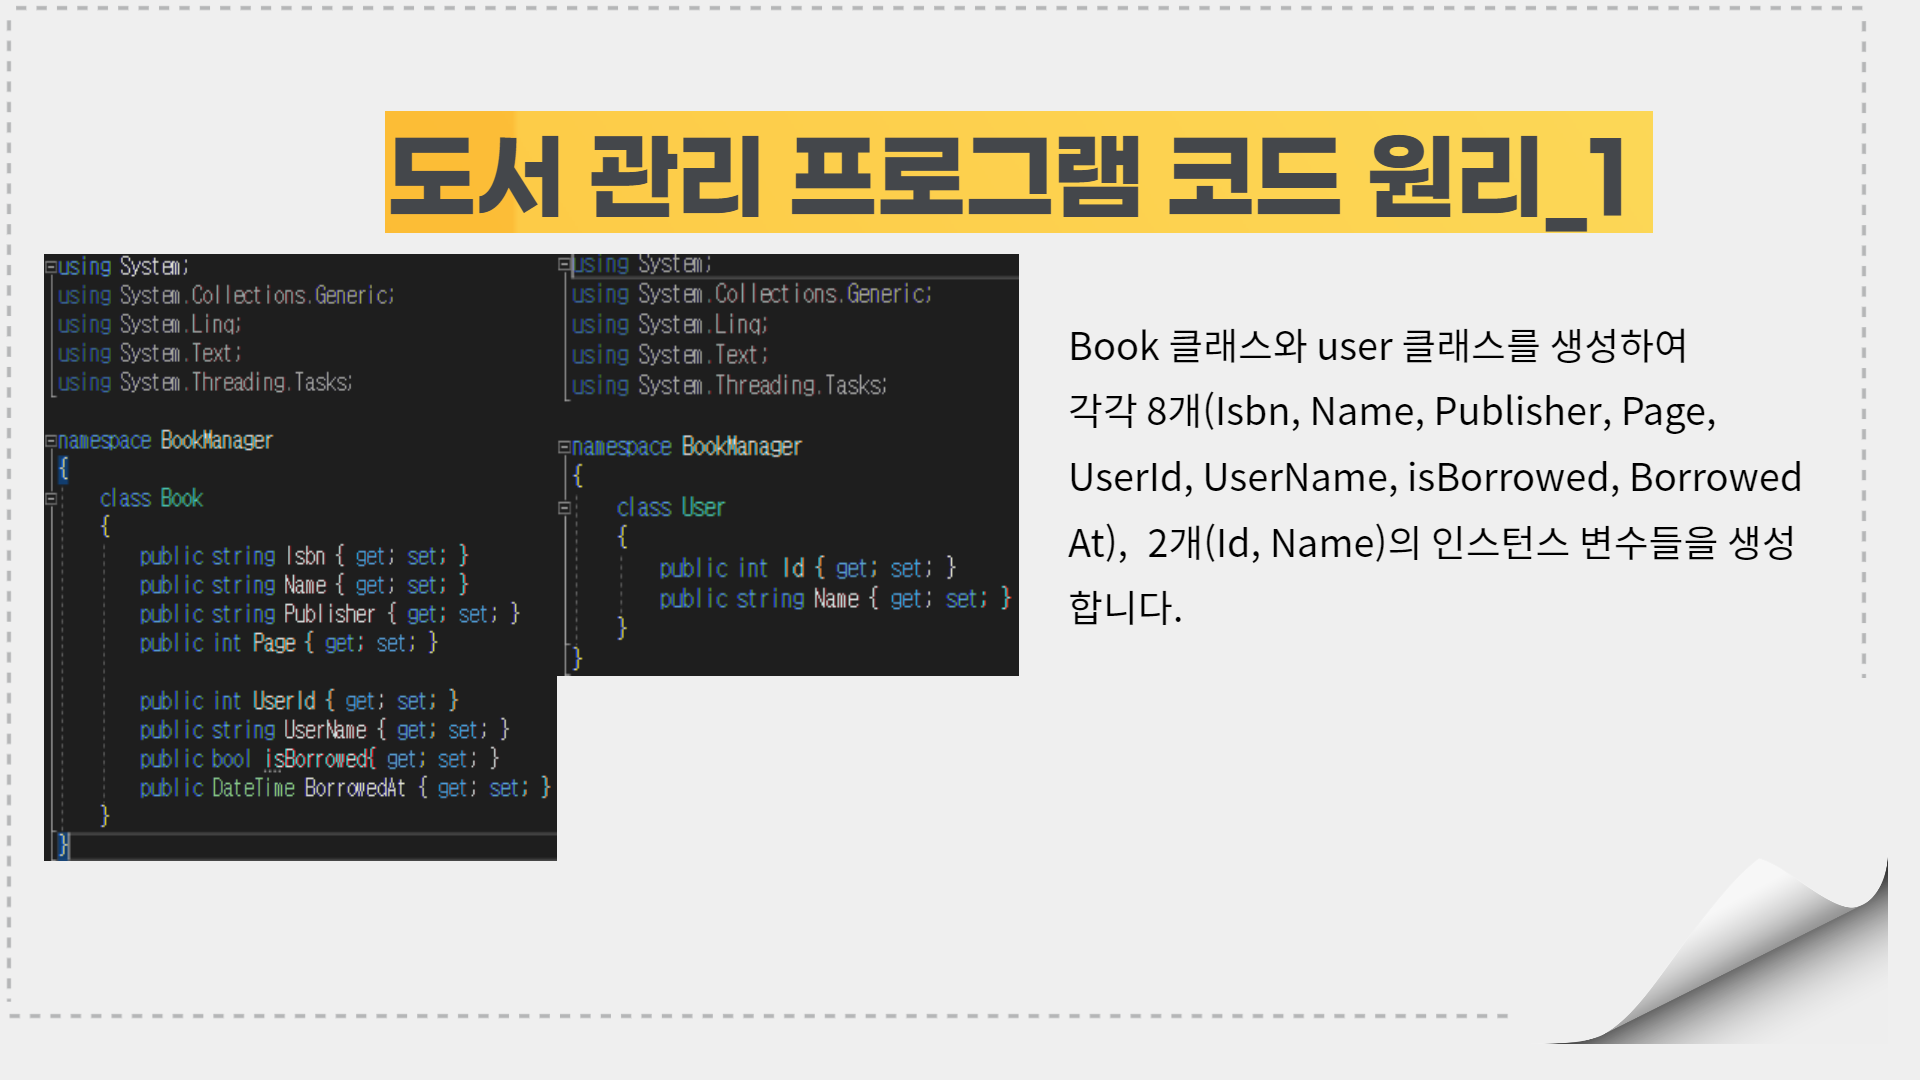 도서 관리 프로그램 코드 원리_1
using System;
using System.Collections.Generic;
using System.Linq;
using System.Text;
using System.Threading.Tasks;
namespace BookManager
{
class Book
{
public string Isbn { get; set; }
public string Name { get; set; }
public string Publisher { get; set; }
public int Page { get; set; }
public int UserId { get; set; }
public string UserName { get; set; }
public bool isBorrowed{ get; set; }
public DateTime BorrowedAt { get; set; }
}
}
using System;
using System.Collections.Generic;
using System.Linq;
using System.Text;
using System.Threading.Tasks;
namespace BookManager
{
class User
{
public int Id { get; set; }
public string Name { get; set; }
}
}
Book 클래스와 user 클래스를 생성하여
각각 8개(Isbn, Name, Publisher, Page,
UserId, UserName, isBorrowed, Borrowed
At),  2개(Id, Name)의 인스턴스 변수들을 생성
합니다.